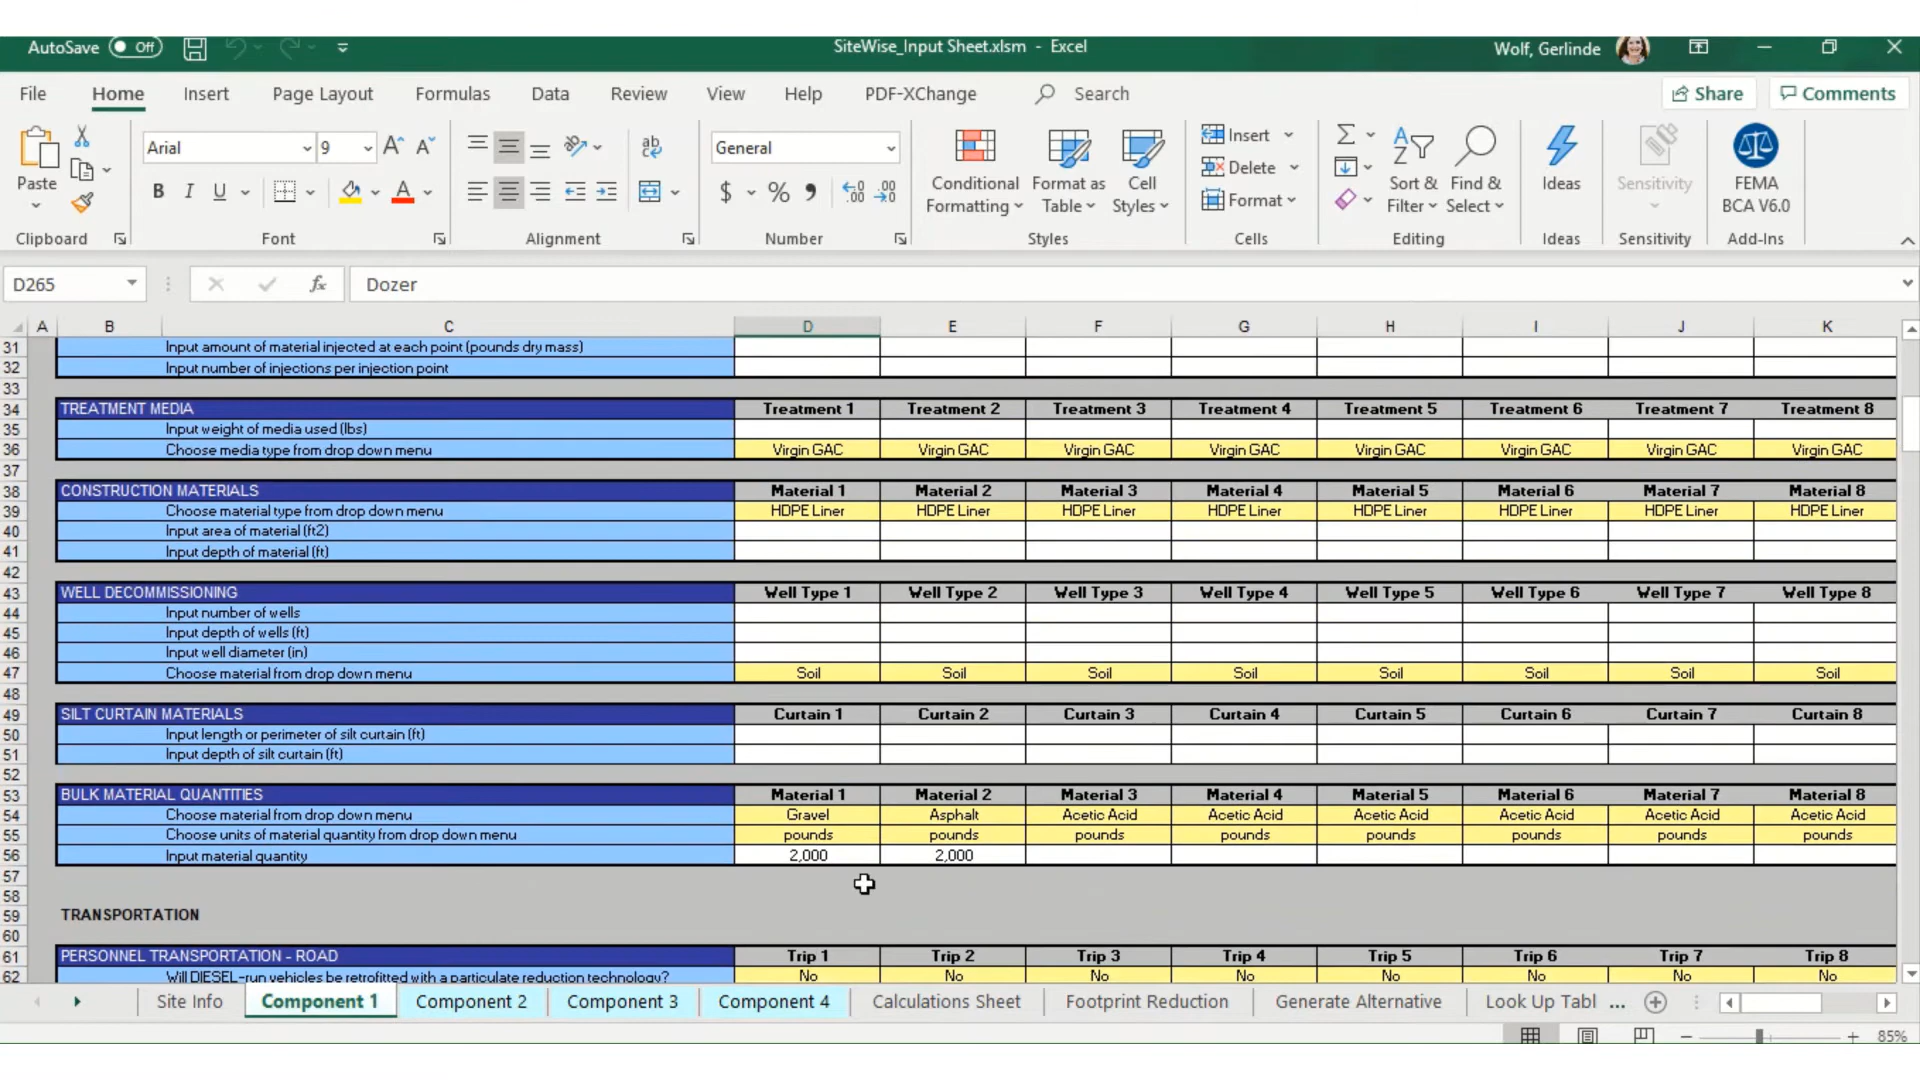 AutoSave Off SiteWise_Input Sheet.xlsm - Excel Wolf, Gerlinde
File Home Insert Page Layout Formulas Data Review View Help PDF-XChange Search Share Comments
Paste
Clipboard
Arial 9
B I U
Font
Alignment
General
$ %
Number
Conditional Formatting
Format as Table
Cell Styles
Styles
Insert
Delete
Format
Cells
Sort & Filter
Find & Select
Editing
Ideas
Ideas
Sensitivity
Sensitivity
FEMA BCA V6.0
Add-Ins
D265 fx Dozer
A B C D E F G H I J K
31 Input amount of material injected at each point (pounds dry mass)
32 Input number of injections per injection point
33
34 TREATMENT MEDIA Treatment 1 Treatment 2 Treatment 3 Treatment 4 Treatment 5 Treatment 6 Treatment 7 Treatment 8
35 Input weight of media used (lbs)
36 Choose media type from drop down menu Virgin GAC Virgin GAC Virgin GAC Virgin GAC Virgin GAC Virgin GAC Virgin GAC Virgin GAC
37
38 CONSTRUCTION MATERIALS Material 1 Material 2 Material 3 Material 4 Material 5 Material 6 Material 7 Material 8
39 Choose material type from drop down menu HDPE Liner HDPE Liner HDPE Liner HDPE Liner HDPE Liner HDPE Liner HDPE Liner HDPE Liner
40 Input area of material (ft2)
41 Input depth of material (ft)
42
43 WELL DECOMMISSIONING Well Type 1 Well Type 2 Well Type 3 Well Type 4 Well Type 5 Well Type 6 Well Type 7 Well Type 8
44 Input number of wells
45 Input depth of wells (ft)
46 Input well diameter (in)
47 Choose material from drop down menu Soil Soil Soil Soil Soil Soil Soil Soil
48
49 SILT CURTAIN MATERIALS Curtain 1 Curtain 2 Curtain 3 Curtain 4 Curtain 5 Curtain 6 Curtain 7 Curtain 8
50 Input length or perimeter of silt curtain (ft)
51 Input depth of silt curtain (ft)
52
53 BULK MATERIAL QUANTITIES Material 1 Material 2 Material 3 Material 4 Material 5 Material 6 Material 7 Material 8
54 Choose material from drop down menu Gravel Asphalt Acetic Acid Acetic Acid Acetic Acid Acetic Acid Acetic Acid Acetic Acid
55 Choose units of material quantity from drop down menu pounds pounds pounds pounds pounds pounds pounds pounds
56 Input material quantity 2,000 2,000
57
58
59 TRANSPORTATION
60
61 PERSONNEL TRANSPORTATION - ROAD Trip 1 Trip 2 Trip 3 Trip 4 Trip 5 Trip 6 Trip 7 Trip 8
62 Will DIESEL-run vehicles be retrofitted with a particulate reduction technology? No No No No No No No No
Site Info Component 1 Component 2 Component 3 Component 4 Calculations Sheet Footprint Reduction Generate Alternative Look Up Tabl ...
85%